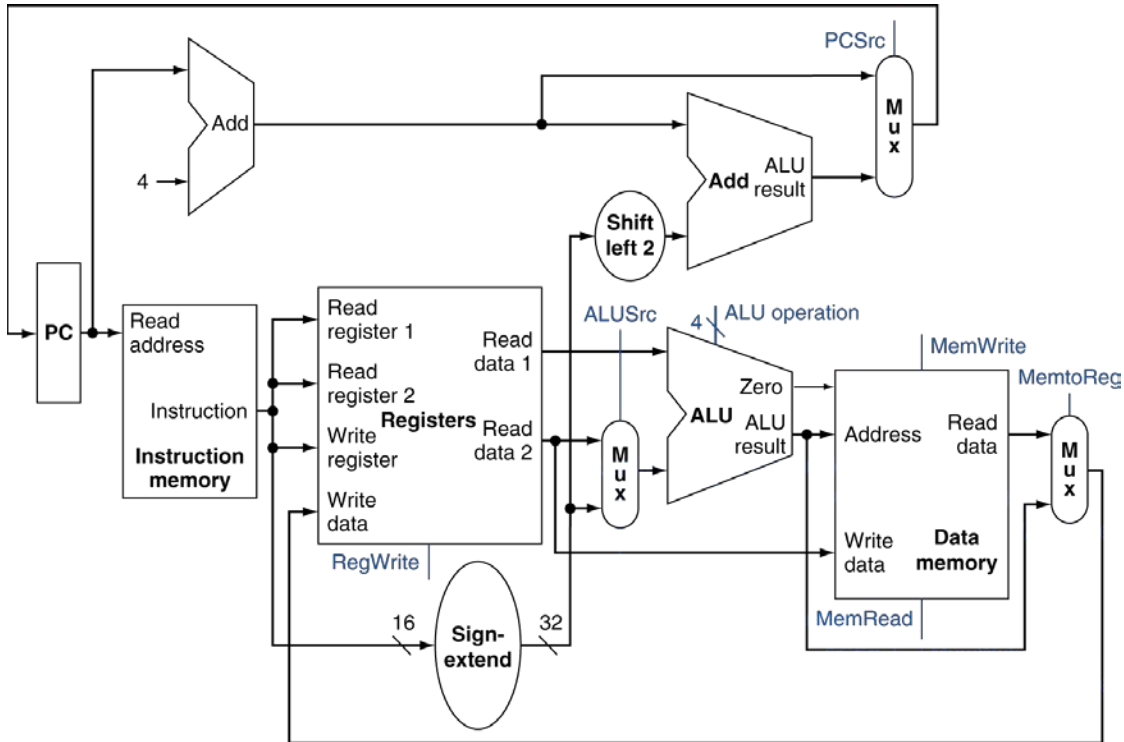 PCSrc
M
u
x
Add
4
Add
ALU
result
Shift
left 2
PC
Read
address
Instruction
Instruction
memory
Read
register 1
Read
register 2
Write
register
Write
data
Registers
Read
data 1
Read
data 2
RegWrite
16
Sign-
extend
32
ALUSrc
M
u
x
4
ALU operation
Zero
ALU
ALU
result
MemWrite
Address
Read
data
Write
data
Data
memory
MemRead
MemtoReg
M
u
x